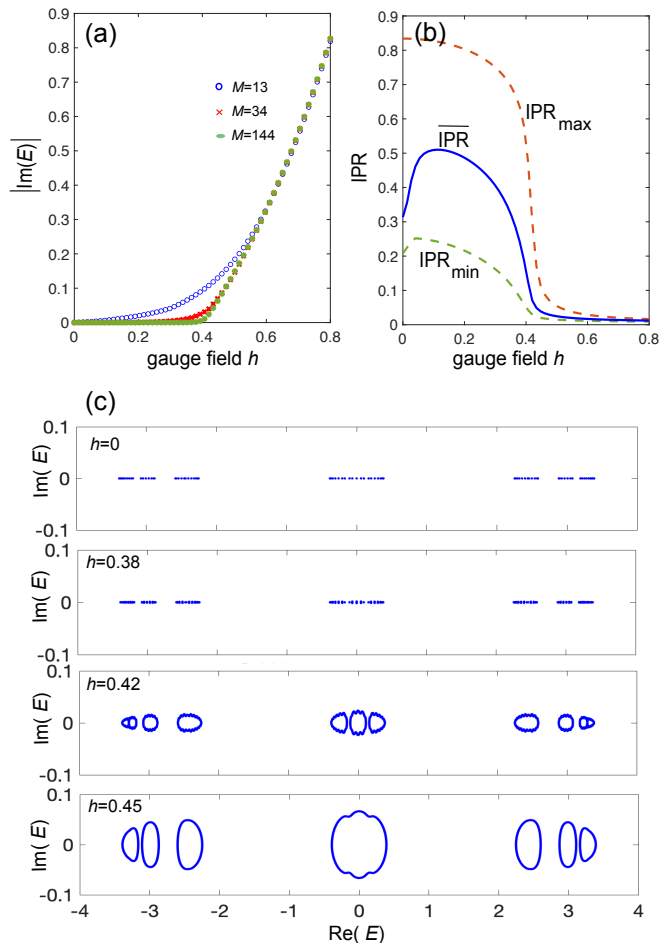 (a)
0.9
0.8
0.7
0.6
0.5
0.4
0.3
0.2
0.1
0
|Im(E)|
M=13
M=34
M=144
0 0.2 0.4 0.6 0.8
gauge field h
(b)
0.9
0.8
0.7
0.6
0.5
0.4
0.3
0.2
0.1
0
IPR
IPRmax
IPR
IPRmin
0 0.2 0.4 0.6 0.8
gauge field h
(c)
0.1
0
-0.1
Im( E)
h=0
0.1
0
-0.1
Im( E)
h=0.38
0.1
0
-0.1
Im( E)
h=0.42
0.1
0
-0.1
Im( E)
h=0.45
-4 -3 -2 -1 0 1 2 3 4
Re( E)